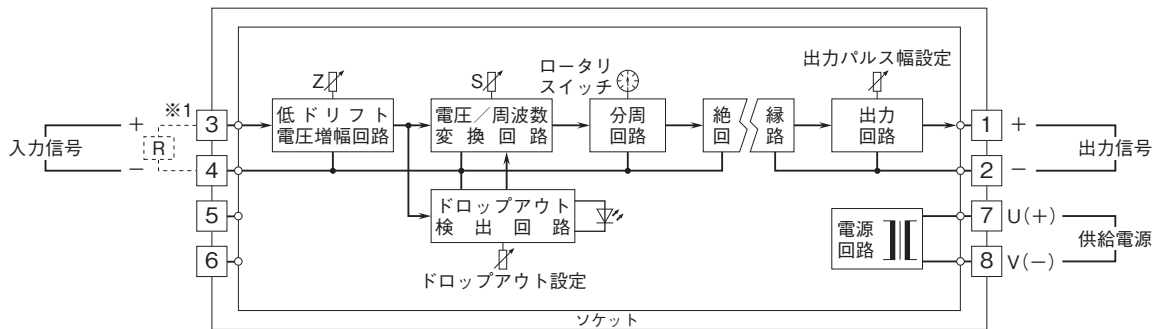 ロータリ
スイッチ
出力パルス幅設定
Z
S
※1
低ドリフト
電圧増幅回路
電圧／周波数
変換回路
分周
回路
絶縁
回路
出力
回路
入力信号
+
−
R
3
4
5
6
ドロップアウト
検出回路
ドロップアウト設定
電源
回路
1
+
2
−
出力信号
7
U(+)
8
V(−)
供給電源
ソケット